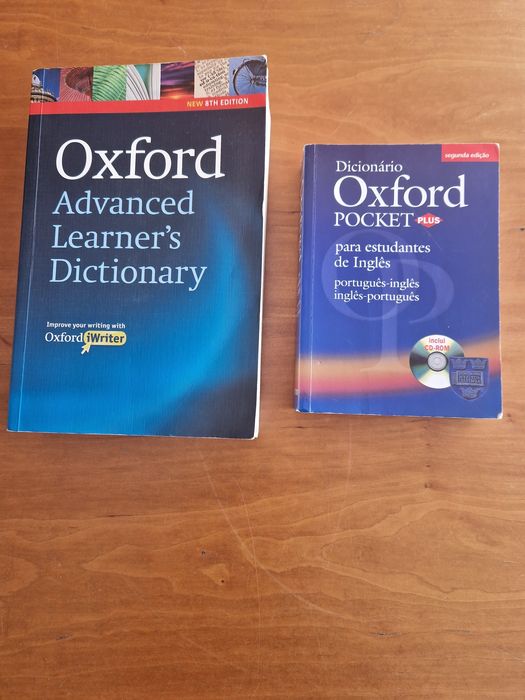 NEW 8TH EDITION
Oxford
Advanced
Learner's
Dictionary
Improve your writing with
Oxford iWriter
segunda edição
Dicionário
Oxford
POCKET PLUS
para estudantes
de Inglês
português-inglês
inglês-português
inclui
CD-ROM